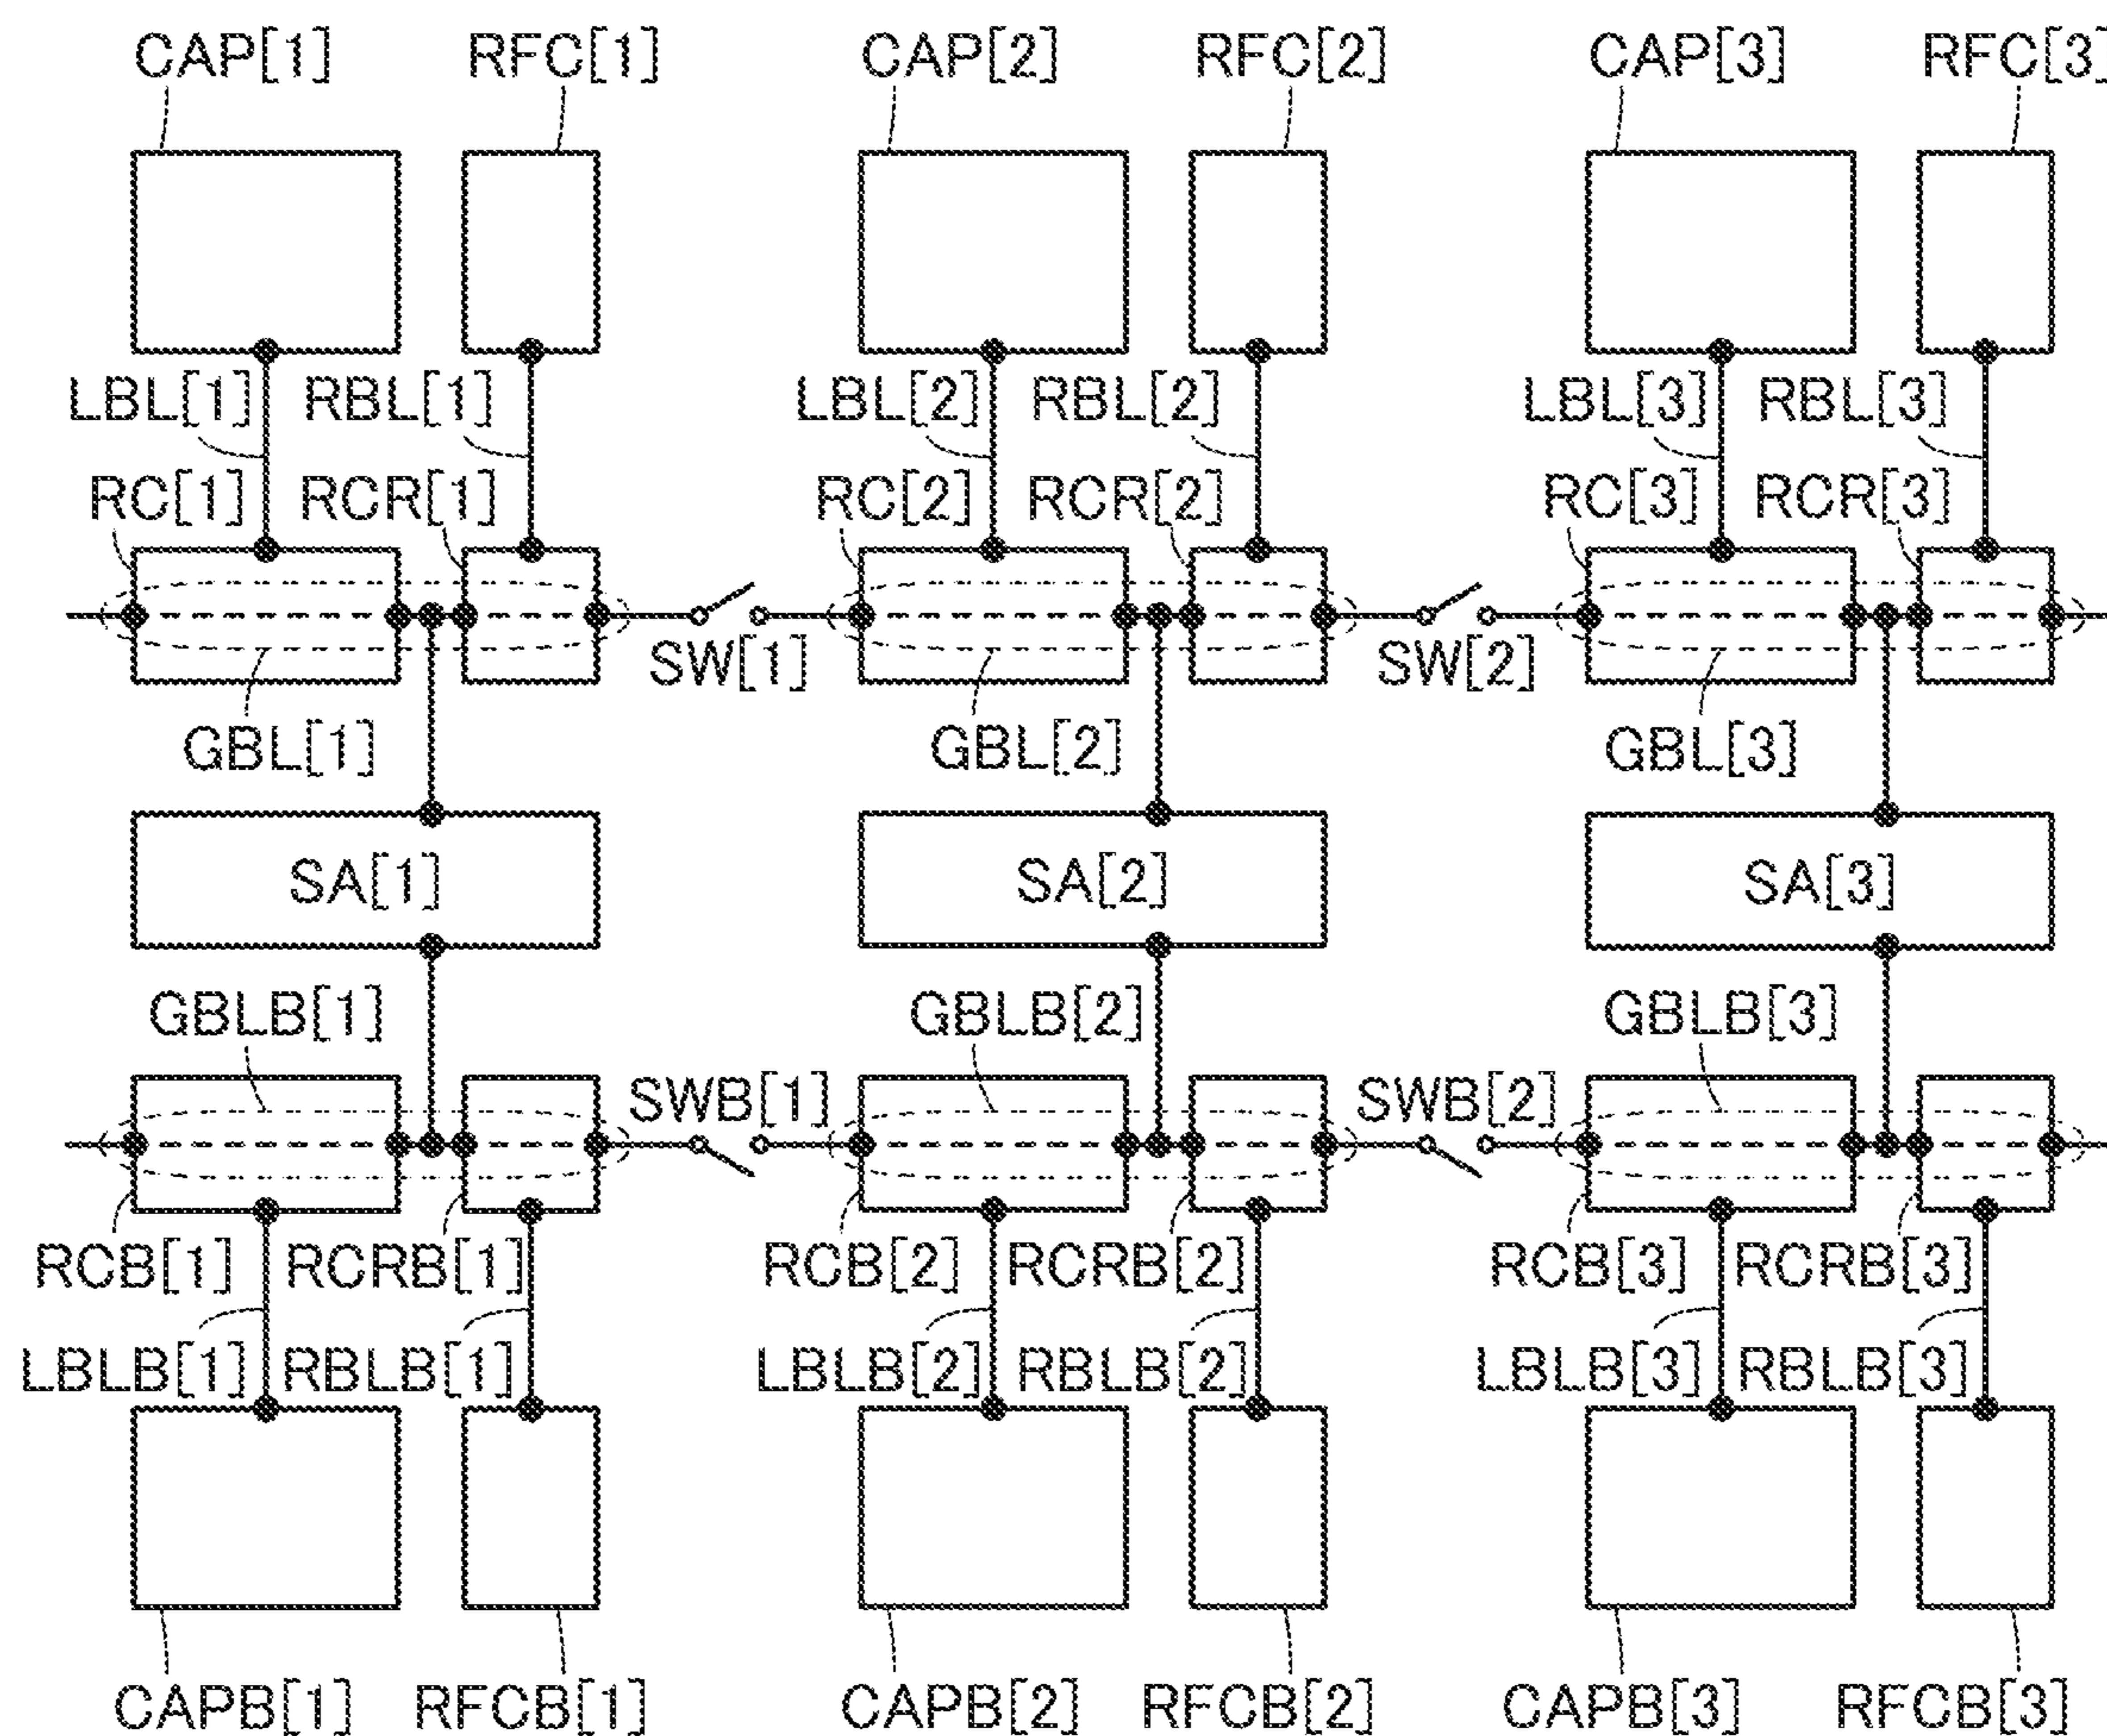 CAP[1] RFC[1] CAP[2] RFC[2] CAP[3] RFC[3]
LBL[1] RBL[1] LBL[2] RBL[2] LBL[3] RBL[3]
RC[1] RCR[1] RC[2] RCR[2] RC[3] RCR[3]
SW[1] SW[2]
GBL[1] GBL[2] GBL[3]
SA[1] SA[2] SA[3]
GBLB[1] GBLB[2] GBLB[3]
SWB[1] SWB[2]
RCB[1] RCRB[1] RCB[2] RCRB[2] RCB[3] RCRB[3]
LBLB[1] RBLB[1] LBLB[2] RBLB[2] LBLB[3] RBLB[3]
CAPB[1] RFCB[1] CAPB[2] RFCB[2] CAPB[3] RFCB[3]